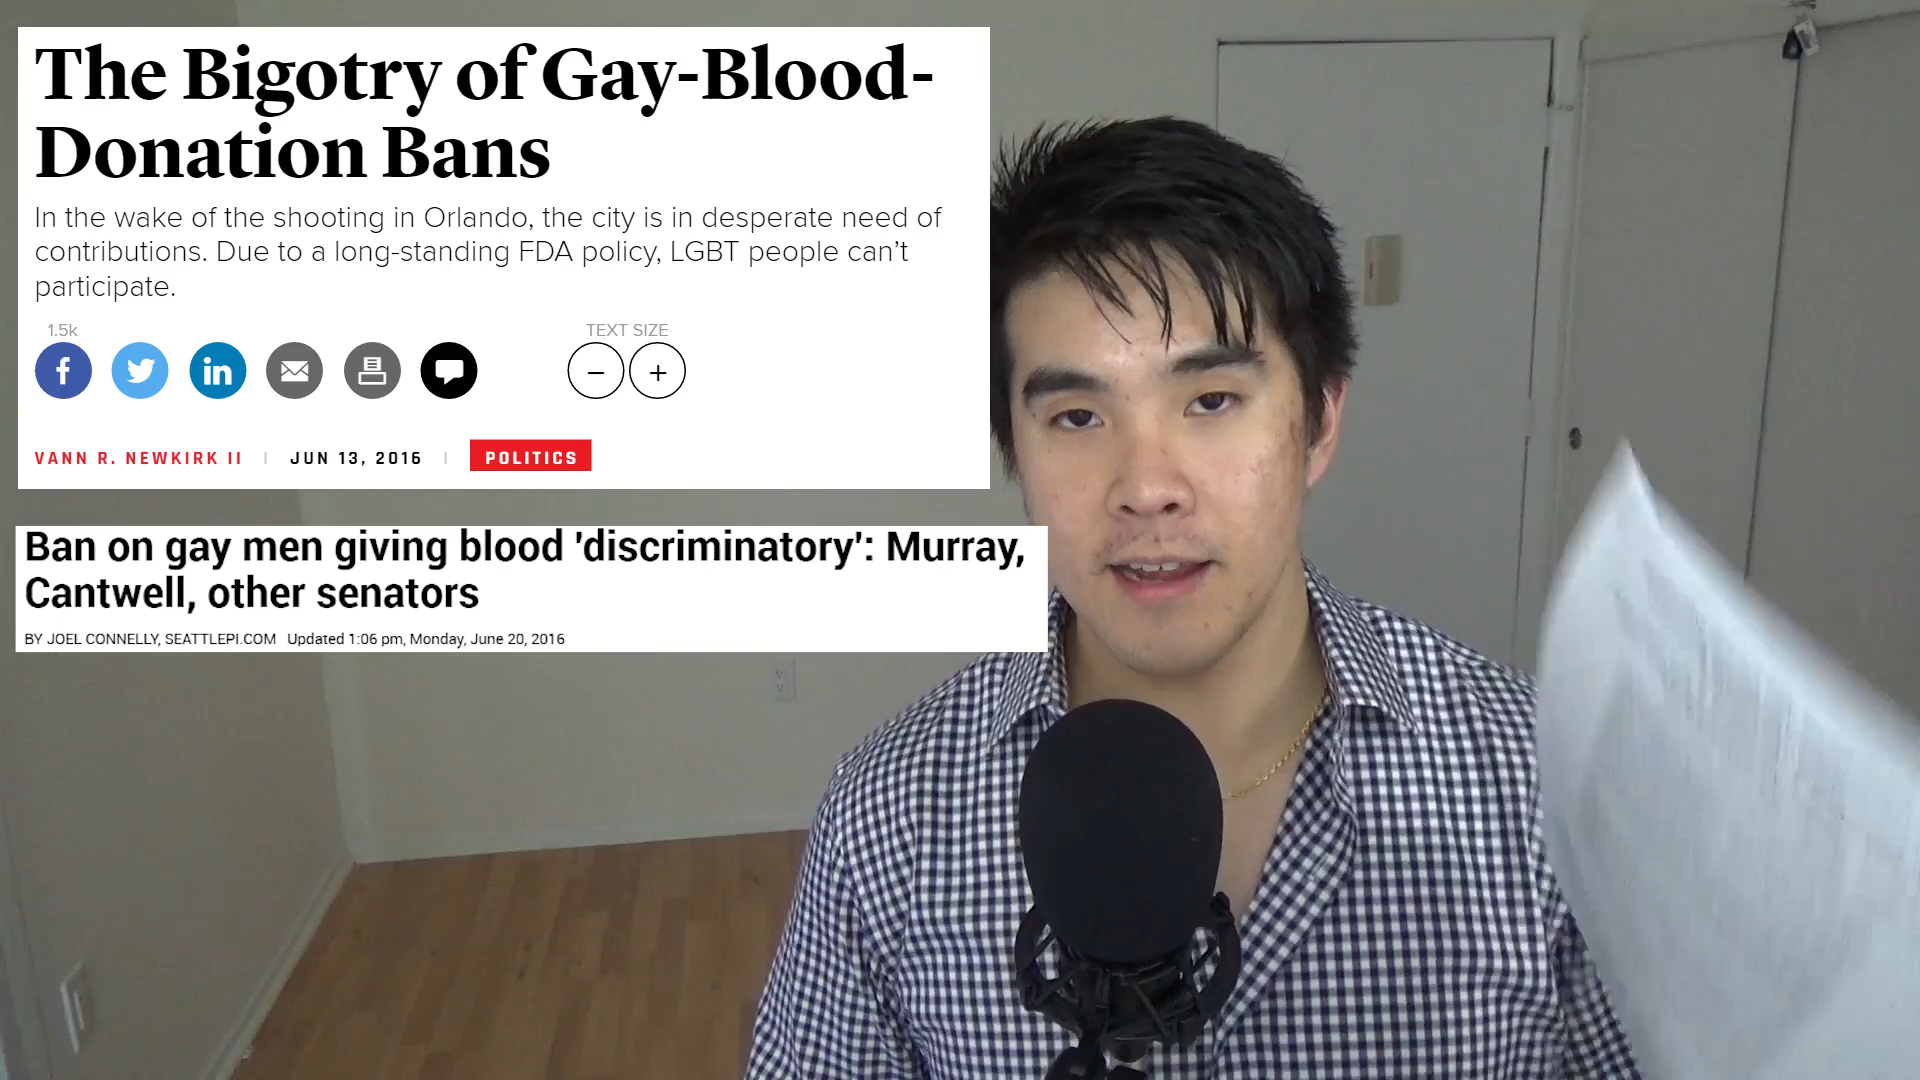 The Bigotry of Gay-Blood-
Donation Bans
In the wake of the shooting in Orlando, the city is in desperate need of
contributions. Due to a long-standing FDA policy, LGBT people can’t
participate.
1.5k
TEXT SIZE
VANN R. NEWKIRK II | JUN 13, 2016 | POLITICS
Ban on gay men giving blood 'discriminatory': Murray,
Cantwell, other senators
BY JOEL CONNELLY, SEATTLEPI.COM Updated 1:06 pm, Monday, June 20, 2016